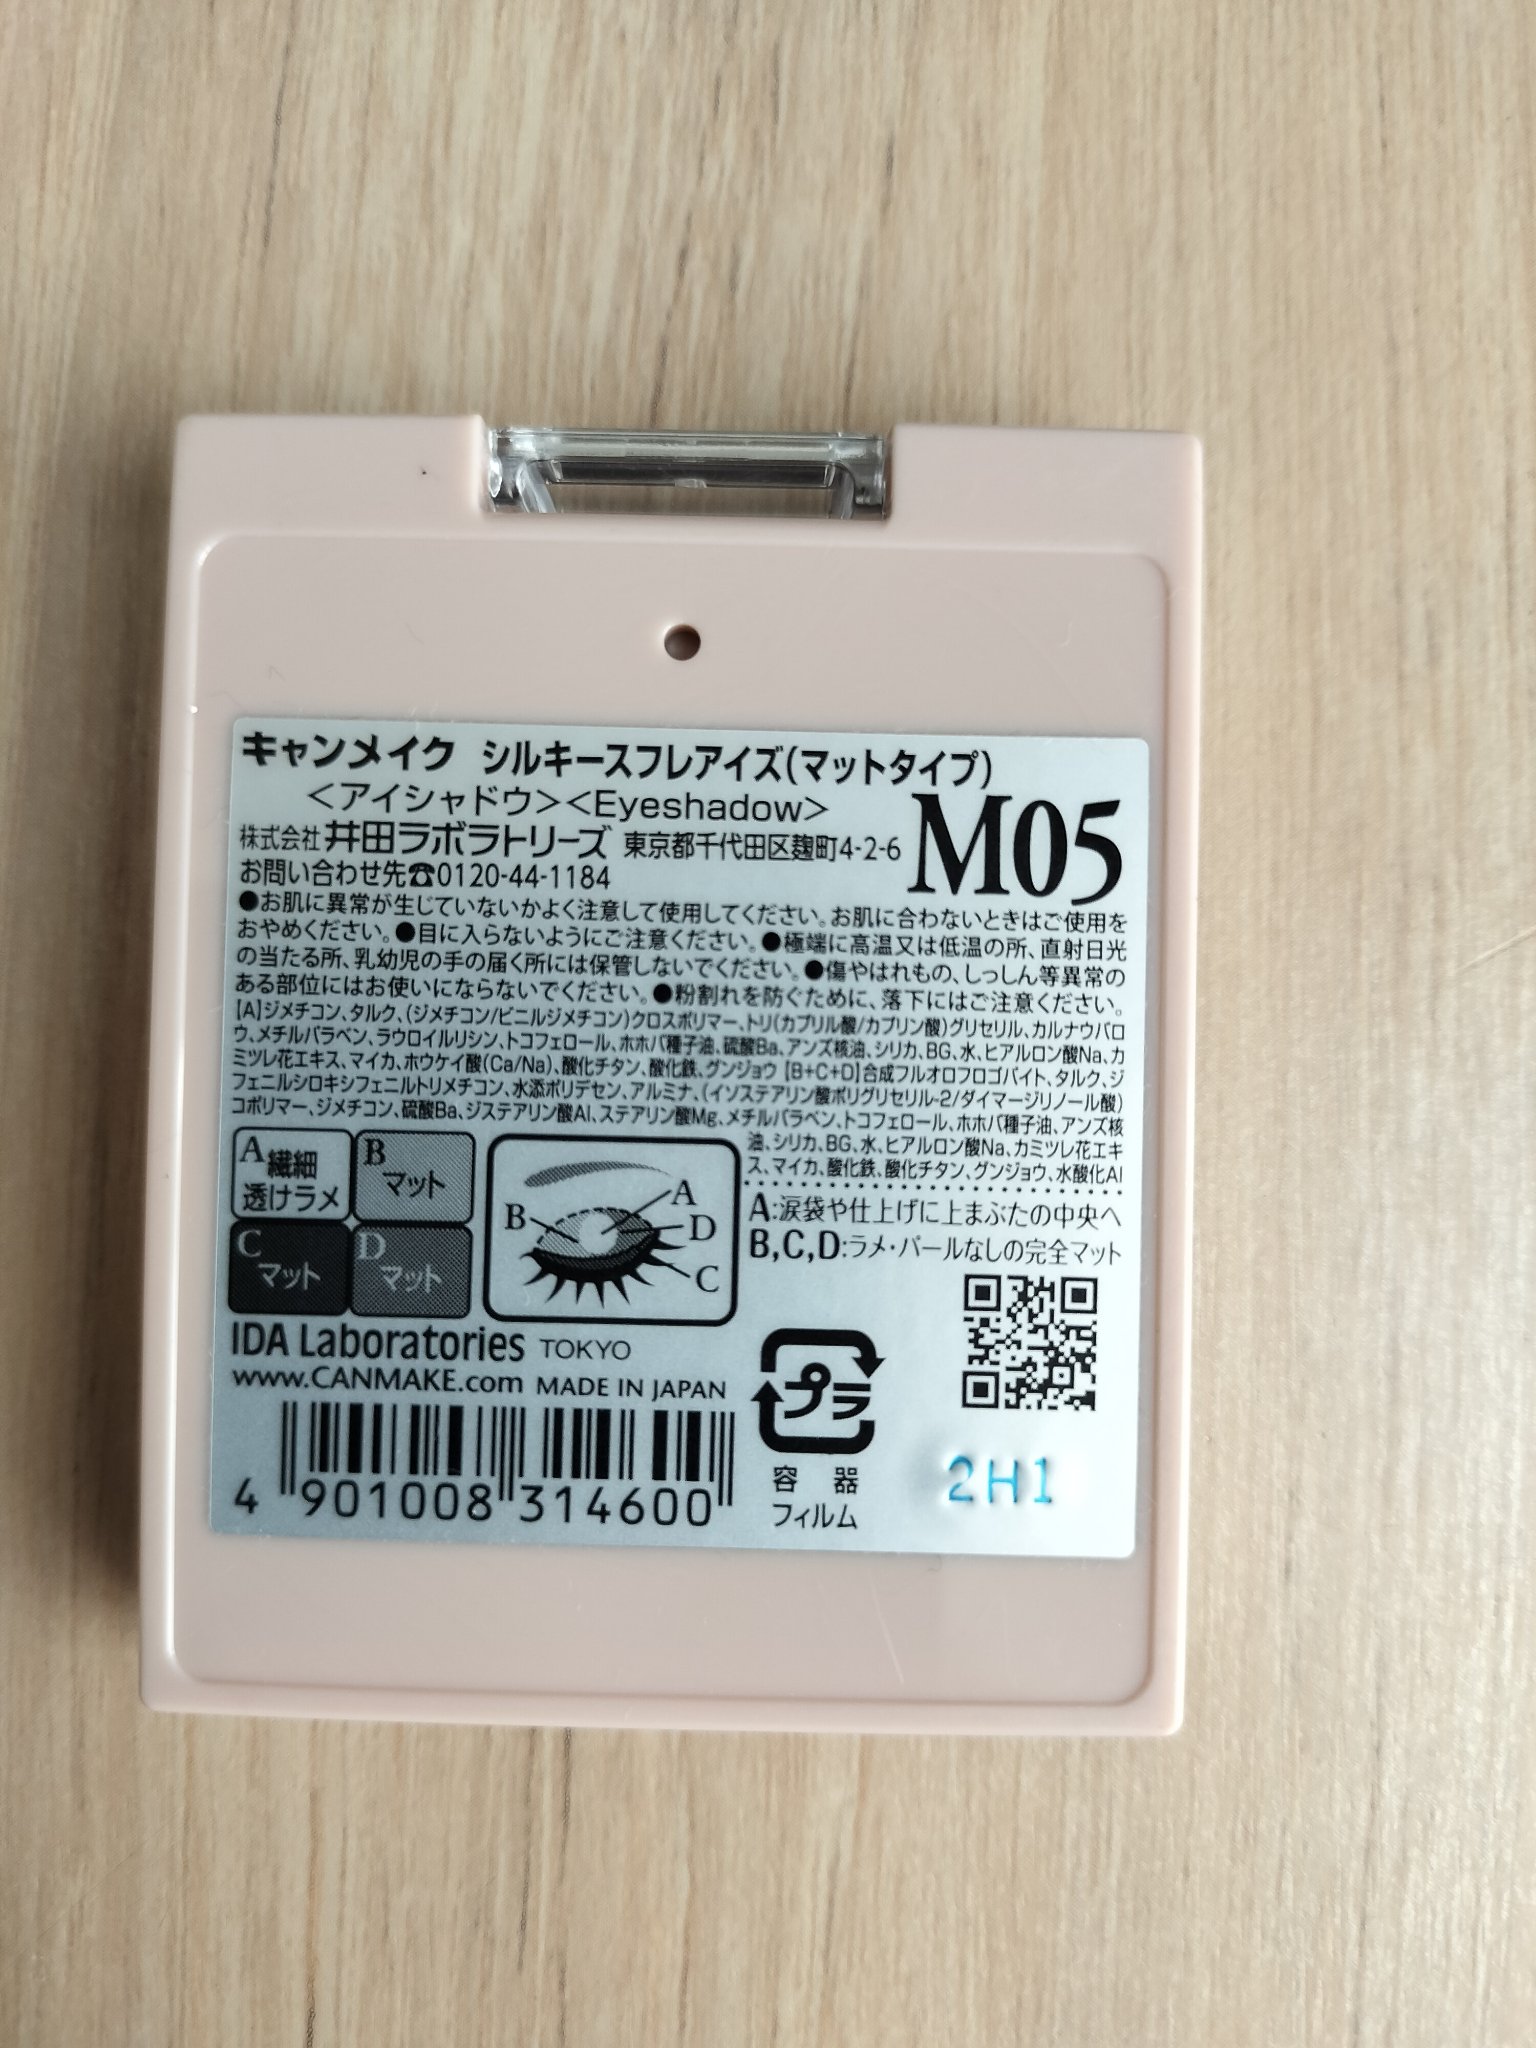 キャンメイク シルキースフレアイズ(マットタイプ)
<アイシャドウ><Eyeshadow>
M05
株式会社 井田ラボラトリーズ 東京都千代田区麹町4-2-6
お問い合わせ先☎0120-44-1184
●お肌に異常が生じていないかよく注意して使用してください。お肌に合わないときはご使用を
おやめください。●目に入らないようにご注意ください。●極端に高温又は低温の所、直射日光
の当たる所、乳幼児の手の届く所には保管しないでください。●傷やはれもの、しっしん等異常の
ある部位にはお使いにならないでください。●粉割れを防ぐために、落下にはご注意ください。
【A】ジメチコン、タルク、(ジメチコン/ビニルジメチコン)クロスポリマー、トリ(カプリル酸/カプリン酸)グリセリル、カルナウバロ
ウ、メチルパラベン、ラウロイルリシン、トコフェロール、ホホバ種子油、硫酸Ba、アンズ核油、シリカ、BG、水、ヒアルロン酸Na、カ
ミツレ花エキス、マイカ、ホウケイ酸(Ca/Na)、酸化チタン、酸化鉄、グンジョウ【B+C+D】合成フルオロフロゴパイト、タルク、ジ
フェニルシロキシフェニルトリメチコン、水添ポリデセン、アルミナ、(イソステアリン酸ポリグリセリル-2/ダイマージリノール酸)
コポリマー、ジメチコン、硫酸Ba、ジステアリン酸Al、ステアリン酸Mg、メチルパラベン、トコフェロール、ホホバ種子油、アンズ核
油、シリカ、BG、水、ヒアルロン酸Na、カミツレ花エキ
ス、マイカ、酸化鉄、酸化チタン、グンジョウ、水酸化Al
A 繊細
透けラメ
B マット
C マット
D マット
A
B
D
C
A:涙袋や仕上げに上まぶたの中央へ
B,C,D:ラメ・パールなしの完全マット
IDA Laboratories TOKYO
www.CANMAKE.com MADE IN JAPAN
4 901008 314600
プラ
容 器
フィルム
2H1